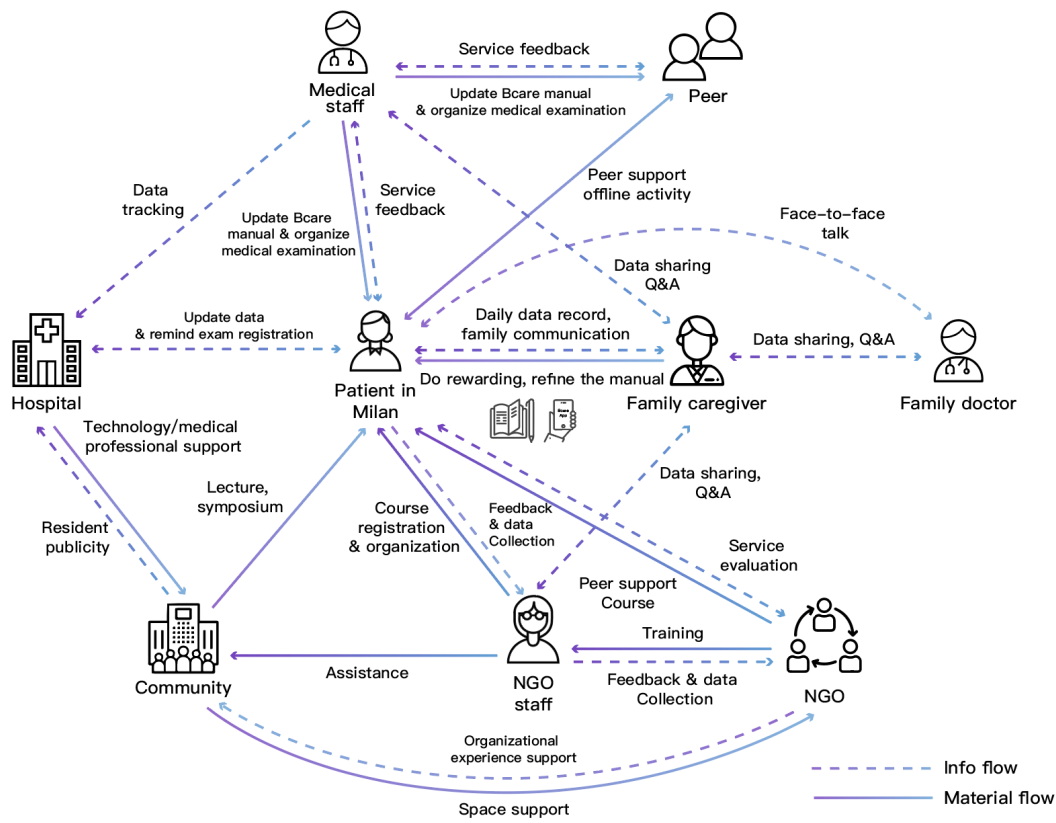 Service feedback
Medical
staff
Peer
Update Bcare manual
& organize medical examination
Data
tracking
Update Bcare
manual & organize
medical examination
Service
feedback
Peer support
offline activity
Face-to-face
talk
Data sharing
Q&A
Update data
& remind exam registration
Daily data record,
family communication
Data sharing, Q&A
Hospital
Patient in
Milan
Do rewarding, refine the manual
Family caregiver
Family doctor
Technology/medical
professional support
Lecture,
symposium
Resident
publicity
Course
registration
& organization
Feedback
& data
Collection
Data sharing,
Q&A
Service
evaluation
Peer support
Course
Training
Community
Assistance
NGO
staff
Feedback & data
Collection
NGO
Organizational
experience support
Space support
Info flow
Material flow